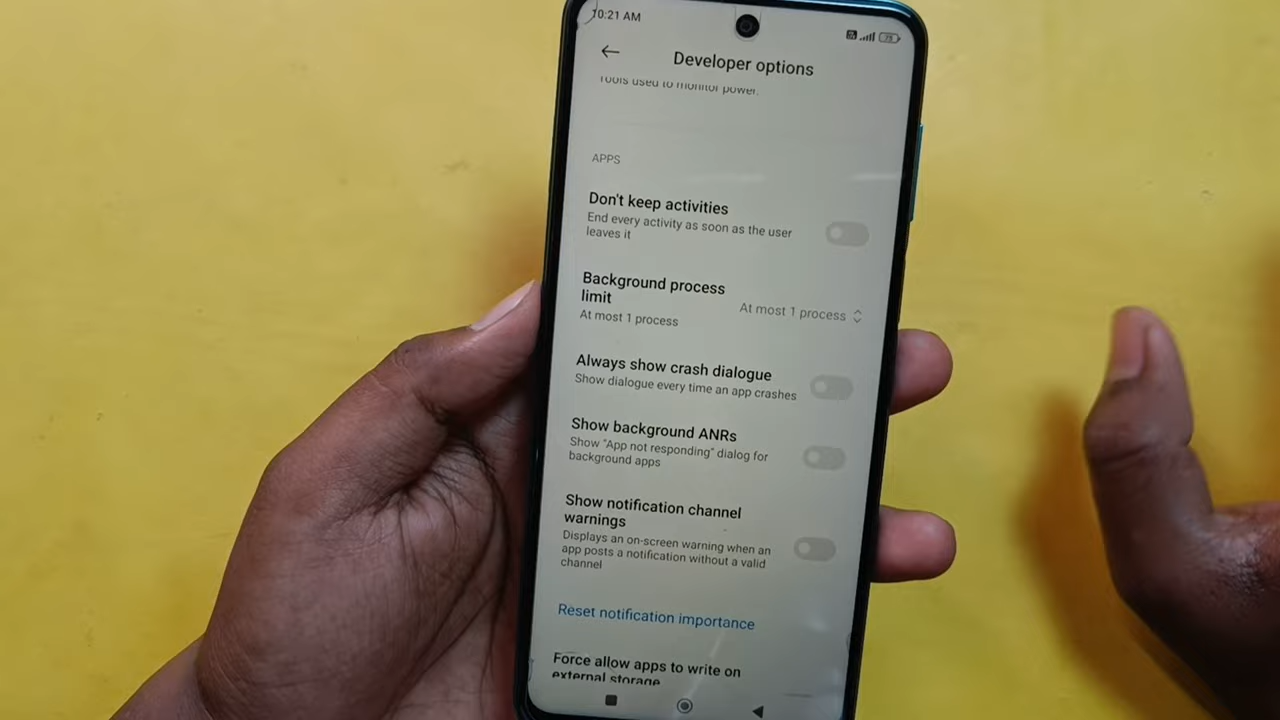 10:21 AM
75
Developer options
Tools used to monitor power.
APPS
Don't keep activities
End every activity as soon as the user
leaves it
Background process
limit
At most 1 process
At most 1 process
Always show crash dialogue
Show dialogue every time an app crashes
Show background ANRs
Show "App not responding" dialog for
background apps
Show notification channel
warnings
Displays an on-screen warning when an
app posts a notification without a valid
channel
Reset notification importance
Force allow apps to write on
external storage